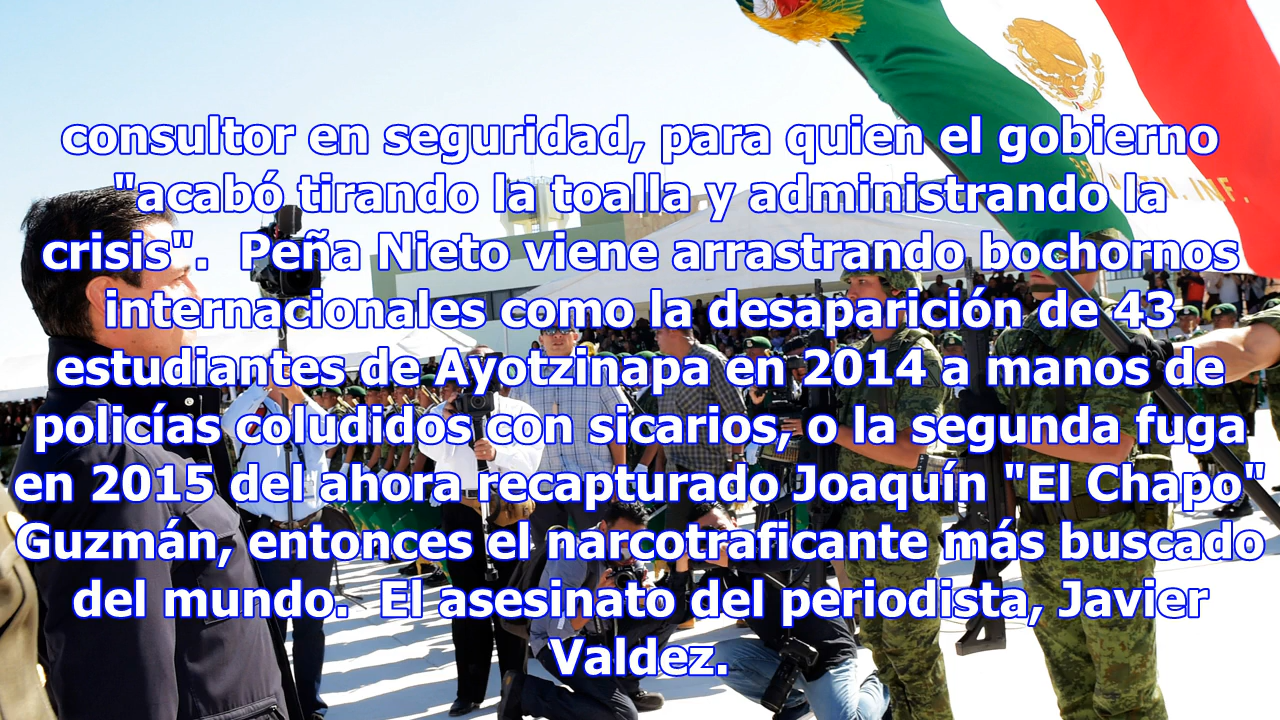 consultor en seguridad, para quien el gobierno
"acabó tirando la toalla y administrando la
crisis".  Peña Nieto viene arrastrando bochornos
internacionales como la desaparición de 43
estudiantes de Ayotzinapa en 2014 a manos de
policías coludidos con sicarios, o la segunda fuga
en 2015 del ahora recapturado Joaquín "El Chapo"
Guzmán, entonces el narcotraficante más buscado
del mundo.  El asesinato del periodista, Javier
Valdez.
INF.